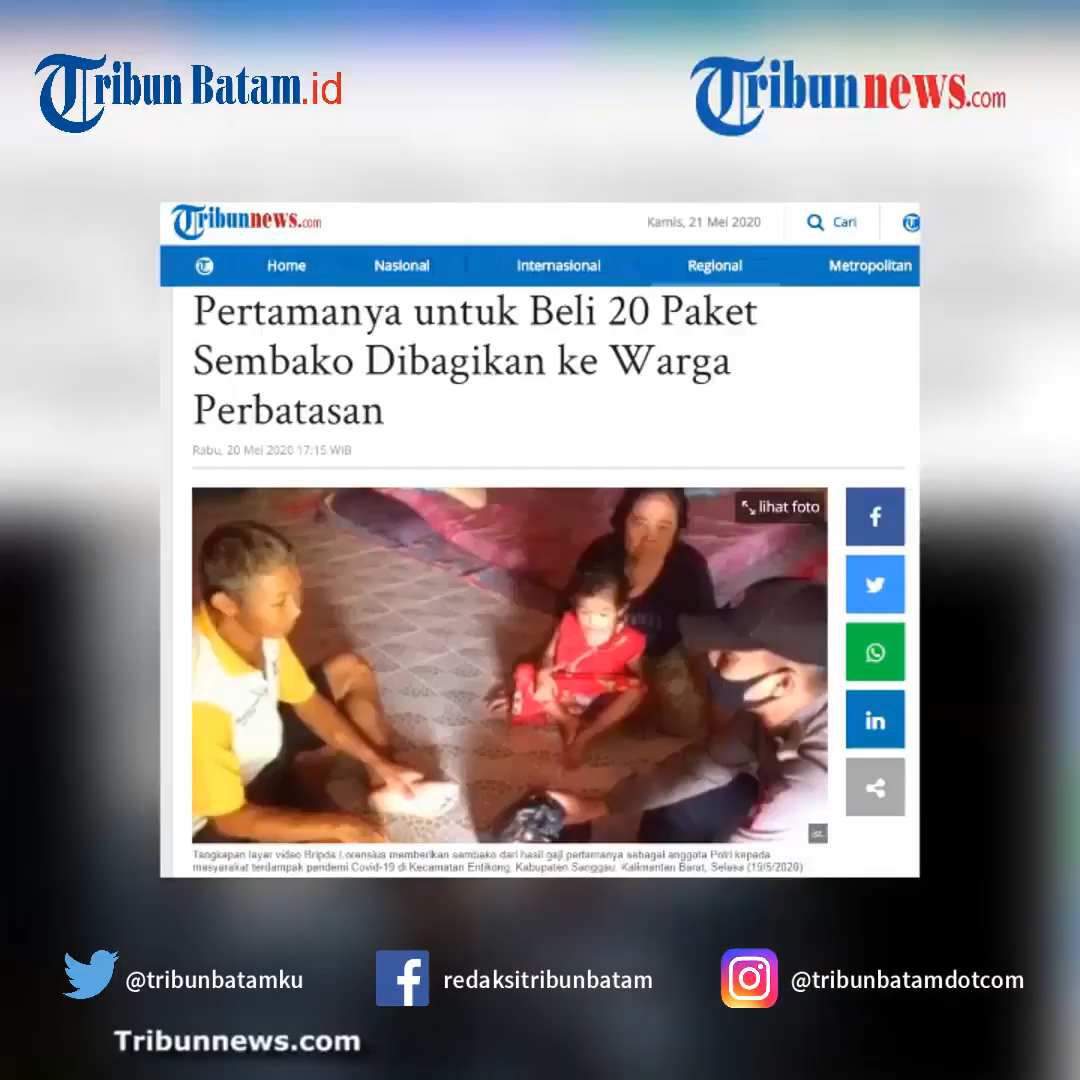 Tribun Batam.id
Tribunnews.com
Tribunnews.com
Kamis, 21 Mei 2020
Cari
Home
Nasional
Internasional
Regional
Metropolitan
Pertamanya untuk Beli 20 Paket
Sembako Dibagikan ke Warga
Perbatasan
Rabu, 20 Mei 2020 17:15 WIB
lihat foto
ist.
Tangkapan layar video Bripda Lorensius memberikan sembako dari hasil gaji pertamanya sebagai anggota Polri kepada
masyarakat terdampak pandemi Covid-19 di Kecamatan Entikong, Kabupaten Sanggau, Kalimantan Barat, Selasa (19/5/2020)
@tribunbatamku
redaksitribunbatam
@tribunbatamdotcom
Tribunnews.com